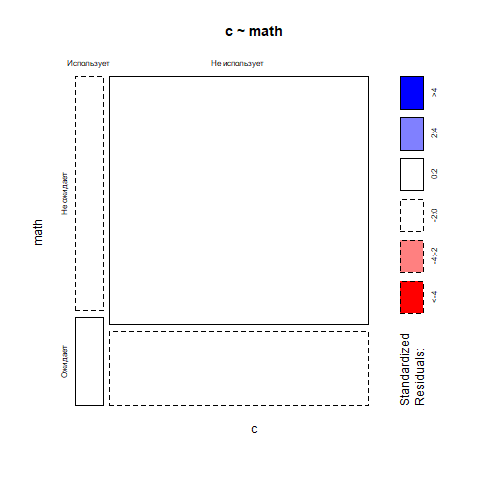 c ~ math
Использует
Не использует
Не ожидает
Ожидает
math
c
Standardized
Residuals:
<-4
-4:-2
-2:0
0:2
2:4
>4